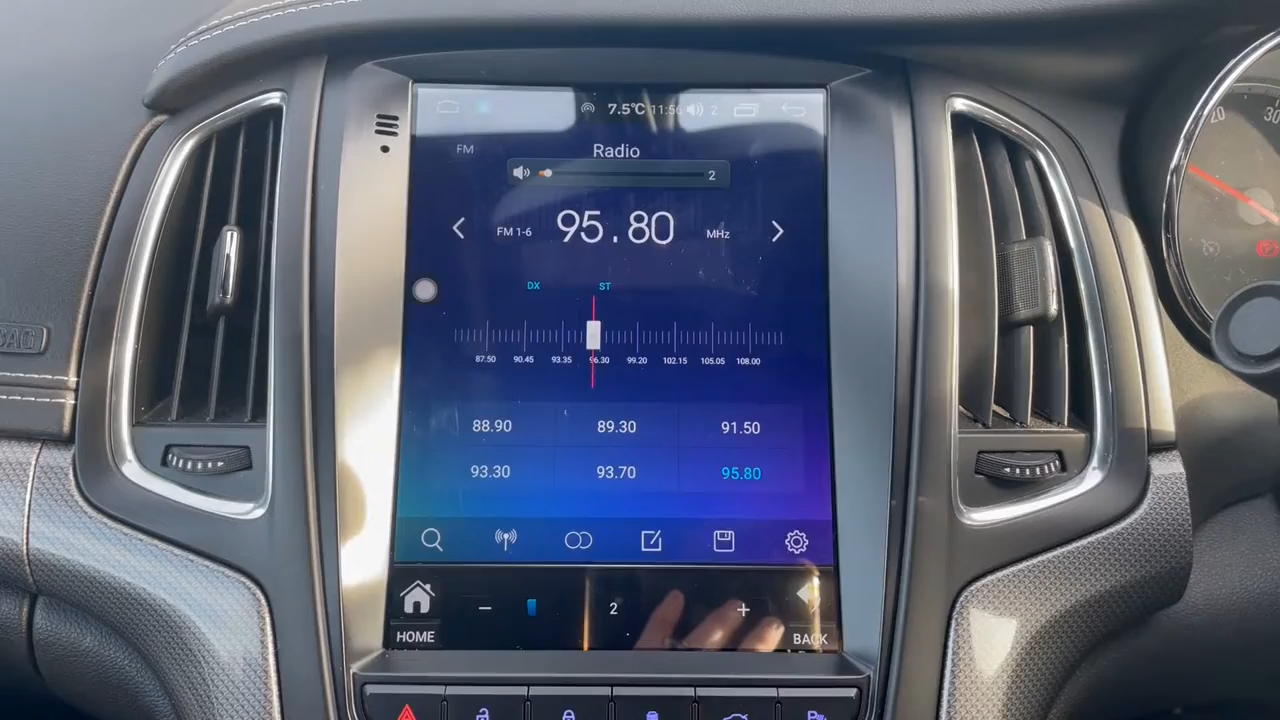 7.5℃ 11:56 2
FM
Radio
2
FM 1-6 95.80 MHz
DX ST
87.50 90.45 93.35 96.30 99.20 102.15 105.05 108.00
88.90 89.30 91.50
93.30 93.70 95.80
2
HOME BACK
20 30